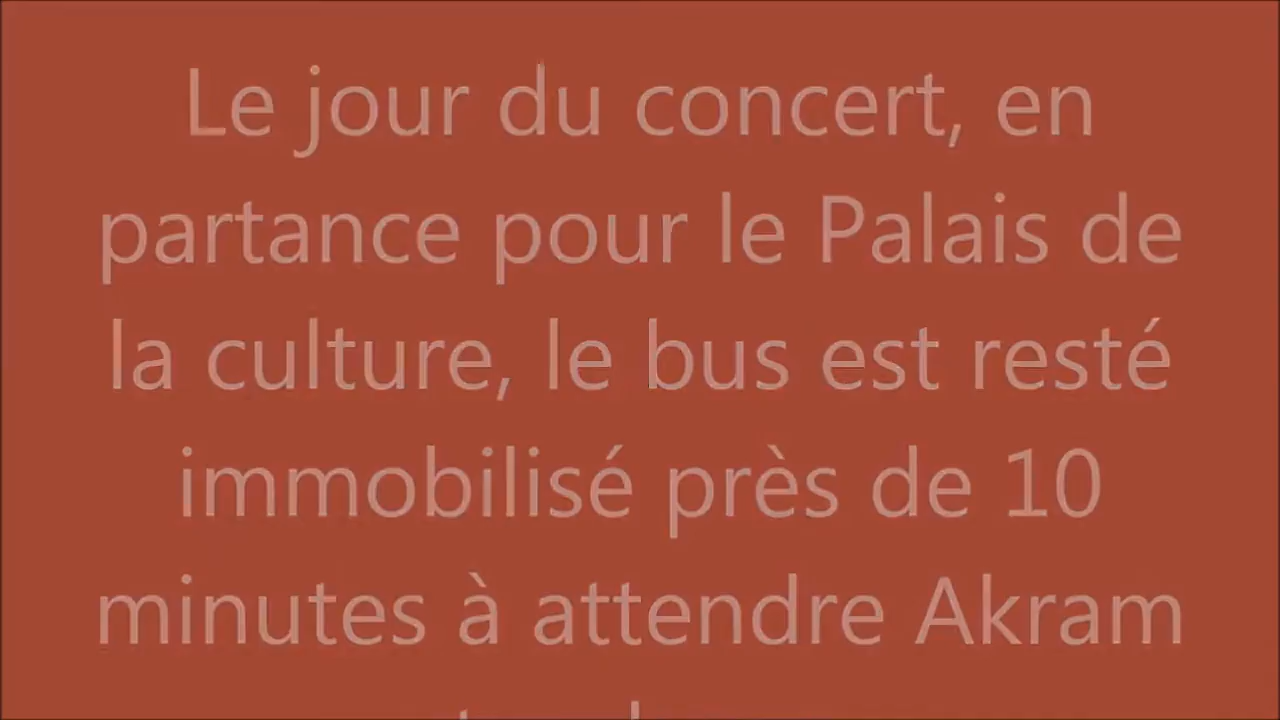 Le jour du concert, en
partance pour le Palais de
la culture, le bus est resté
immobilisé près de 10
minutes à attendre Akram